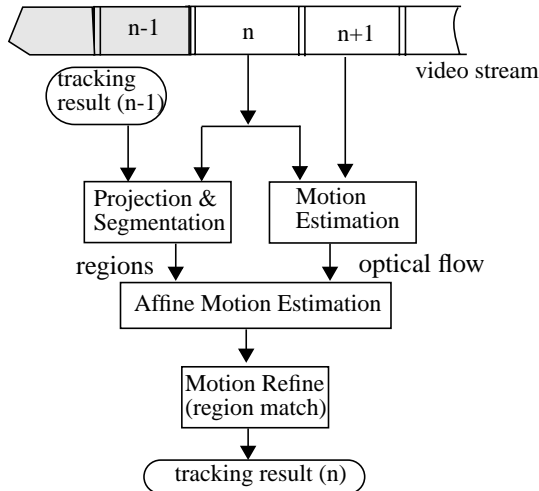 n-1
n
n+1
video stream
tracking
result (n-1)
Projection &
Segmentation
Motion
Estimation
regions
optical flow
Affine Motion Estimation
Motion Refine
(region match)
tracking result (n)